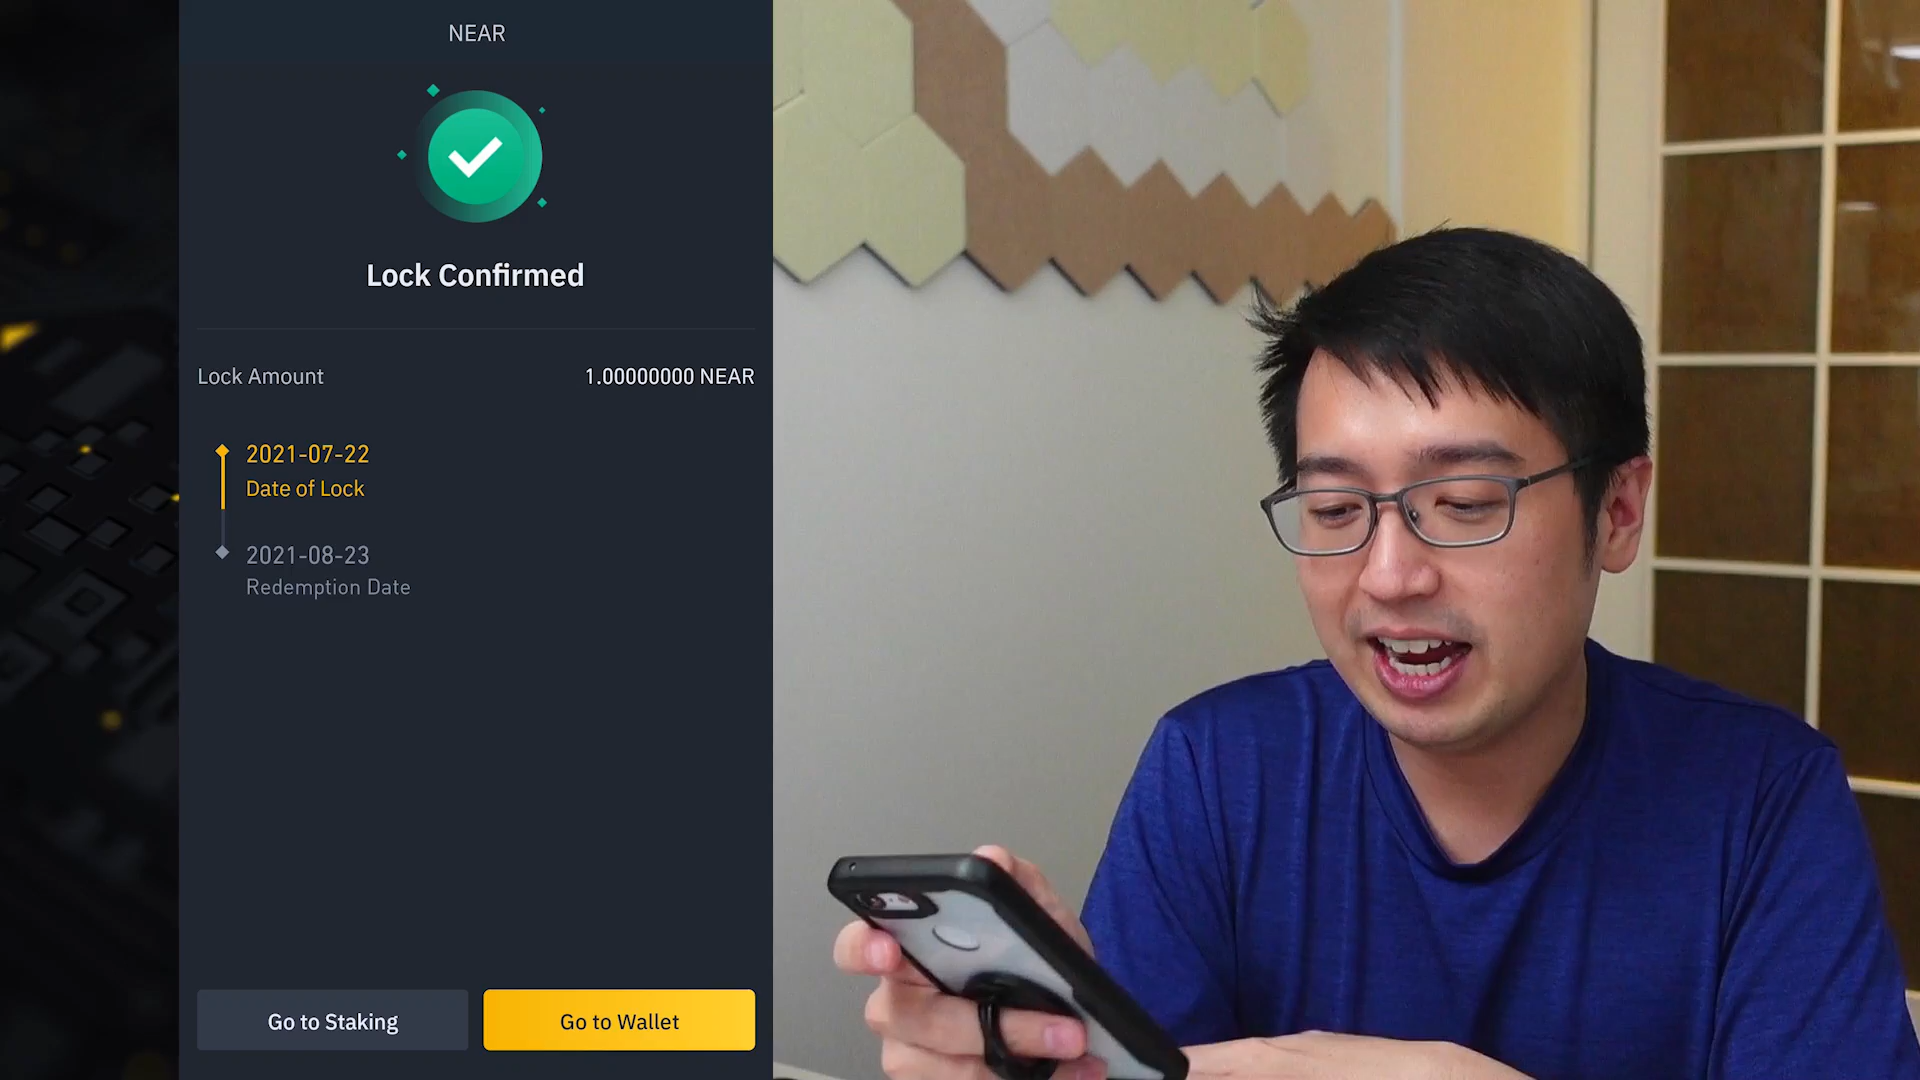 NEAR
Lock Confirmed
Lock Amount 1.00000000 NEAR
2021-07-22
Date of Lock
2021-08-23
Redemption Date
Go to Staking Go to Wallet